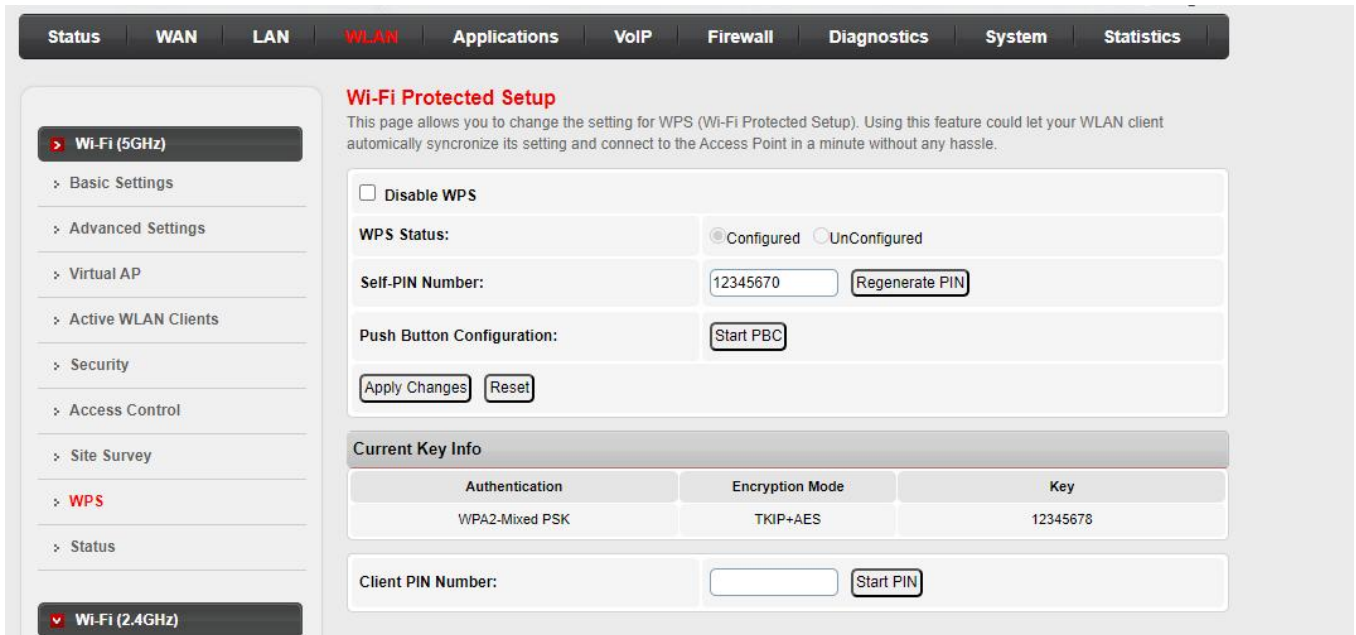 Status WAN LAN WLAN Applications VoIP Firewall Diagnostics System Statistics
Wi-Fi (5GHz)
Basic Settings
Advanced Settings
Virtual AP
Active WLAN Clients
Security
Access Control
Site Survey
WPS
Status
Wi-Fi (2.4GHz)
Wi-Fi Protected Setup
This page allows you to change the setting for WPS (Wi-Fi Protected Setup). Using this feature could let your WLAN client
automically syncronize its setting and connect to the Access Point in a minute without any hassle.
Disable WPS
WPS Status: Configured UnConfigured
Self-PIN Number: 12345670 Regenerate PIN
Push Button Configuration: Start PBC
Apply Changes Reset
Current Key Info
Authentication Encryption Mode Key
WPA2-Mixed PSK TKIP+AES 12345678
Client PIN Number: Start PIN